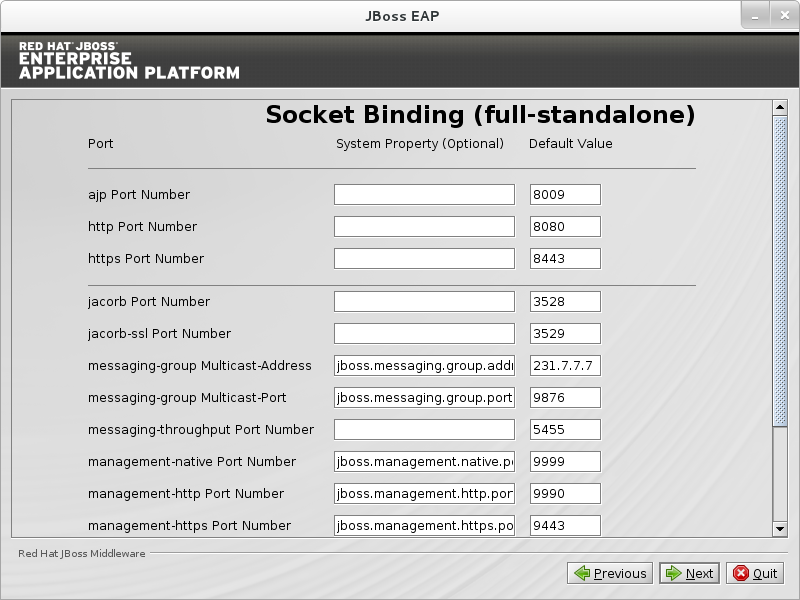 JBoss EAP
RED HAT® JBOSS®
ENTERPRISE
APPLICATION PLATFORM
Socket Binding (full-standalone)
Port System Property (Optional) Default Value
ajp Port Number 8009
http Port Number 8080
https Port Number 8443
jacorb Port Number 3528
jacorb-ssl Port Number 3529
messaging-group Multicast-Address jboss.messaging.group.addr 231.7.7.7
messaging-group Multicast-Port jboss.messaging.group.port 9876
messaging-throughput Port Number 5455
management-native Port Number jboss.management.native.po 9999
management-http Port Number jboss.management.http.por 9990
management-https Port Number jboss.management.https.po 9443
Red Hat JBoss Middleware
Previous Next Quit